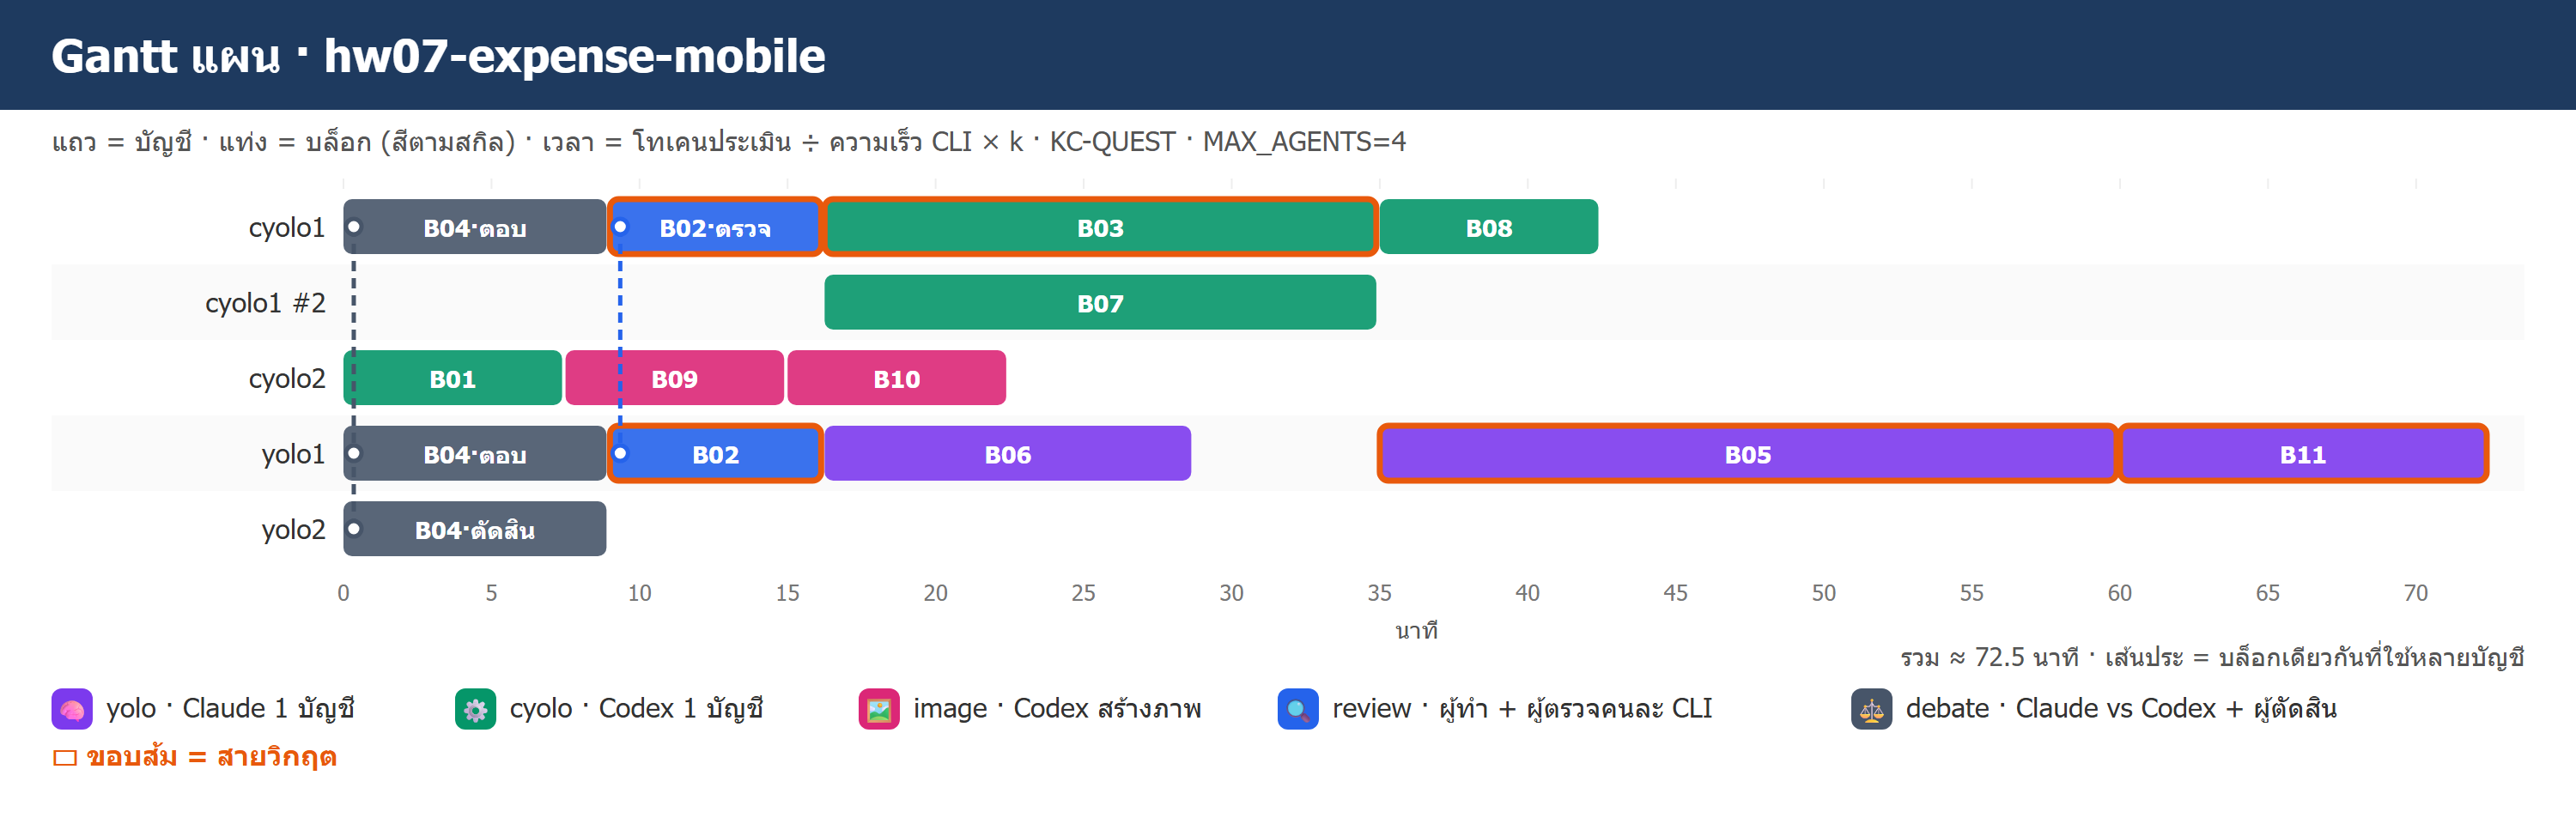 Gantt แผน · hw07-expense-mobile
แถว = บัญชี · แท่ง = บล็อก (สีตามสกิล) · เวลา = โทเคนประเมิน ÷ ความเร็ว CLI × k · KC-QUEST · MAX_AGENTS=4
cyolo1 B04·ตอบ B02·ตรวจ B03 B08
cyolo1 #2 B07
cyolo2 B01 B09 B10
yolo1 B04·ตอบ B02 B06 B05 B11
yolo2 B04·ตัดสิน
0 5 10 15 20 25 30 35 40 45 50 55 60 65 70
นาที
รวม ≈ 72.5 นาที · เส้นประ = บล็อกเดียวกันที่ใช้หลายบัญชี
yolo · Claude 1 บัญชี cyolo · Codex 1 บัญชี image · Codex สร้างภาพ review · ผู้ทำ + ผู้ตรวจคนละ CLI debate · Claude vs Codex + ผู้ตัดสิน
ขอบส้ม = สายวิกฤต